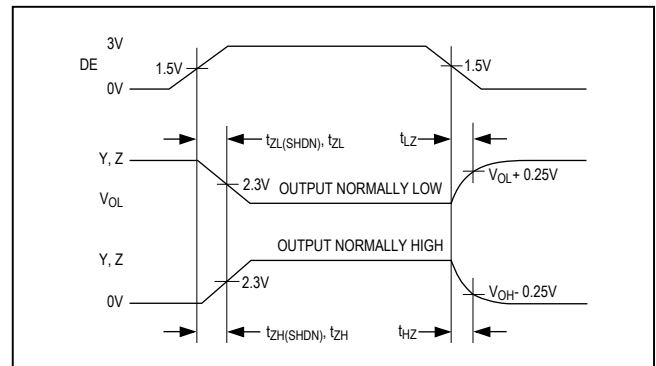 3V
DE
1.5V
1.5V
0V
tZL(SHDN), tZL
tLZ
Y, Z
2.3V
OUTPUT NORMALLY LOW
VOL + 0.25V
VOL
OUTPUT NORMALLY HIGH
Y, Z
2.3V
VOH - 0.25V
0V
tZH(SHDN), tZH
tHZ